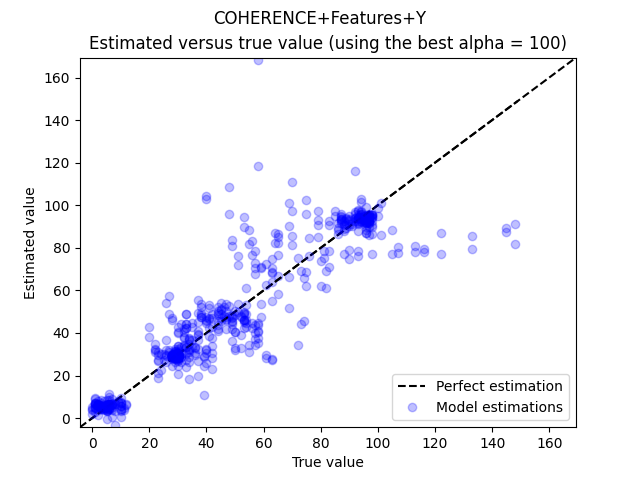 COHERENCE+Features+Y
Estimated versus true value (using the best alpha = 100)
160
140
120
100
80
60
40
20
0
Estimated value
0 20 40 60 80 100 120 140 160
True value
Perfect estimation
Model estimations